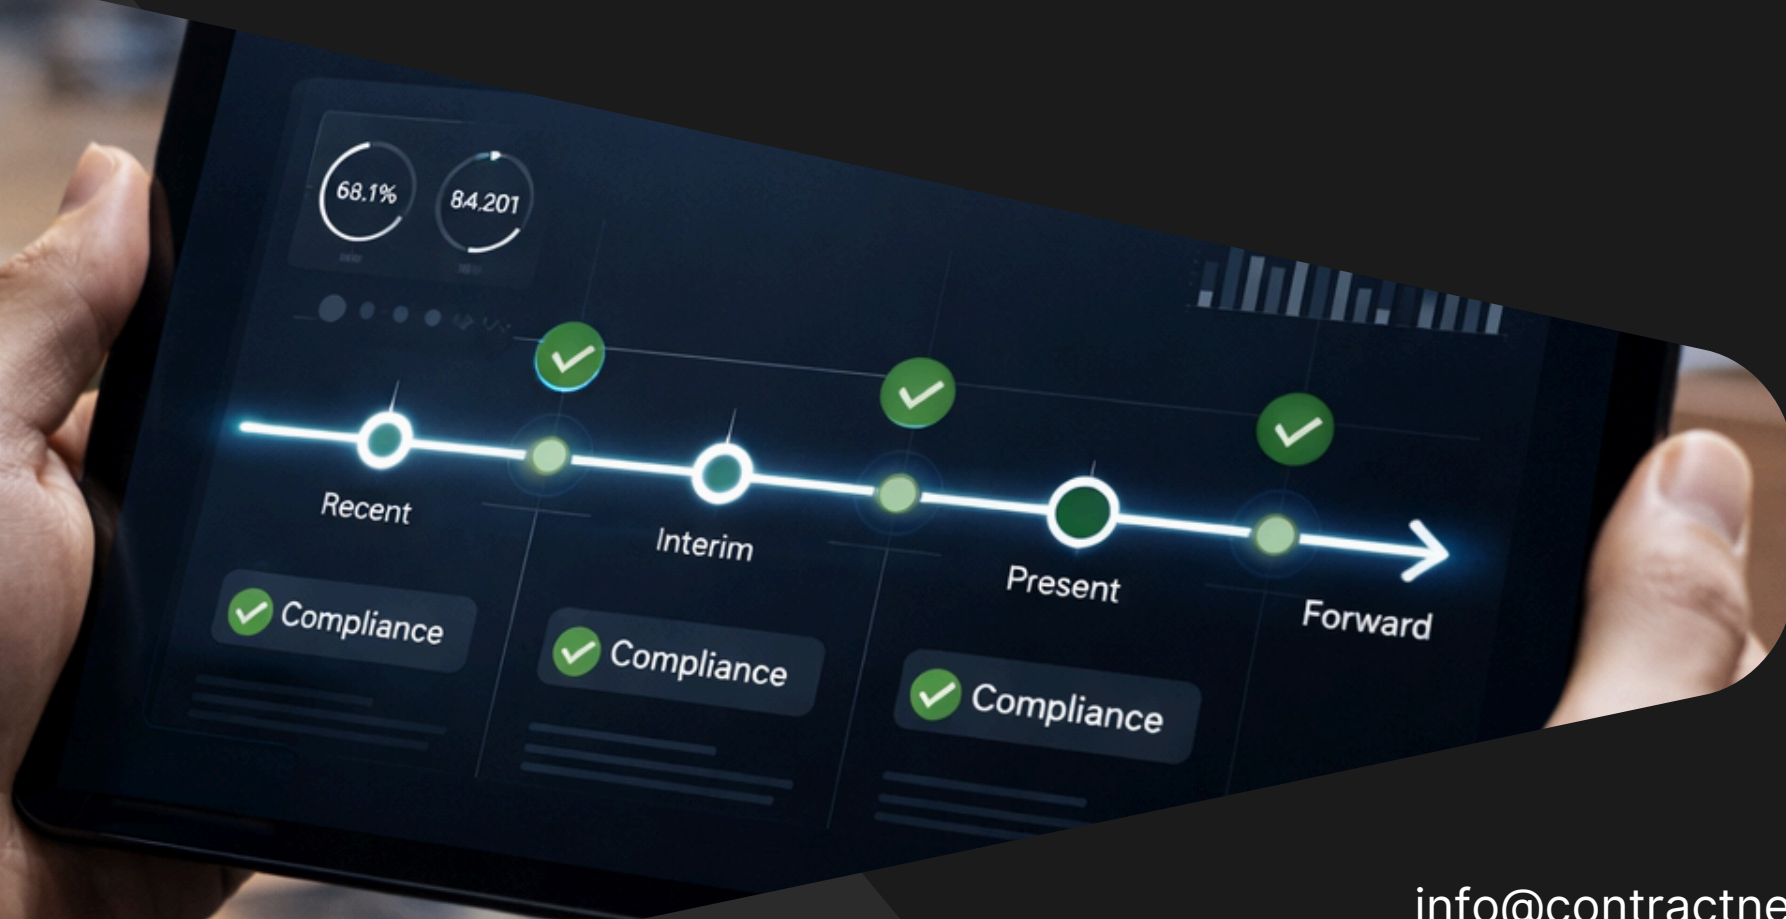 68.1%
84.201
Recent
Interim
Present
Forward
Compliance
Compliance
Compliance
info@contractne